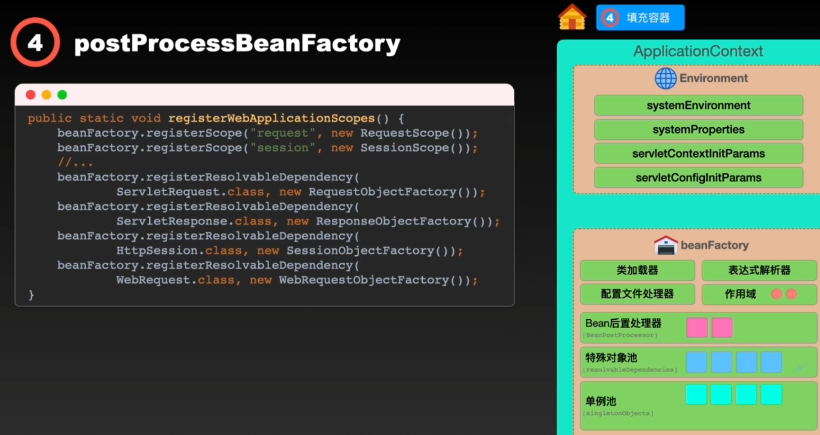 4 postProcessBeanFactory
public static void registerWebApplicationScopes() {
    beanFactory.registerScope("request", new RequestScope());
    beanFactory.registerScope("session", new SessionScope());
    //...
    beanFactory.registerResolvableDependency(
            ServletRequest.class, new RequestObjectFactory());
    beanFactory.registerResolvableDependency(
            ServletResponse.class, new ResponseObjectFactory());
    beanFactory.registerResolvableDependency(
            HttpSession.class, new SessionObjectFactory());
    beanFactory.registerResolvableDependency(
            WebRequest.class, new WebRequestObjectFactory());
}
4 填充容器
ApplicationContext
Environment
systemEnvironment
systemProperties
servletContextInitParams
servletConfigInitParams
beanFactory
类加载器 表达式解析器
配置文件处理器 作用域
Bean后置处理器
[BeanPostProcessor]
特殊对象池
[resolvableDependencies]
单例池
[singletonObjects]